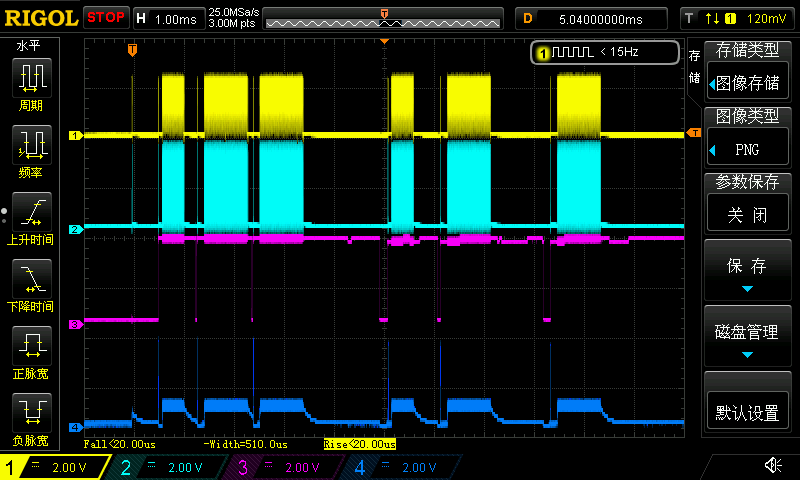 RIGOL STOP H 1.00ms 25.0MSa/s 3.00M pts T D 5.04000000ms T 1 120mV
水平
周期
频率
上升时间
下降时间
正脉宽
负脉宽
T
1 < 15Hz
1
2
3
4
T
Fall<20.00us -Width=510.0us Rise<20.00us
存储
存储类型
图像存储
图像类型
PNG
参数保存
关 闭
保 存
磁盘管理
默认设置
1 2.00 V 2 2.00 V 3 2.00 V 4 2.00 V